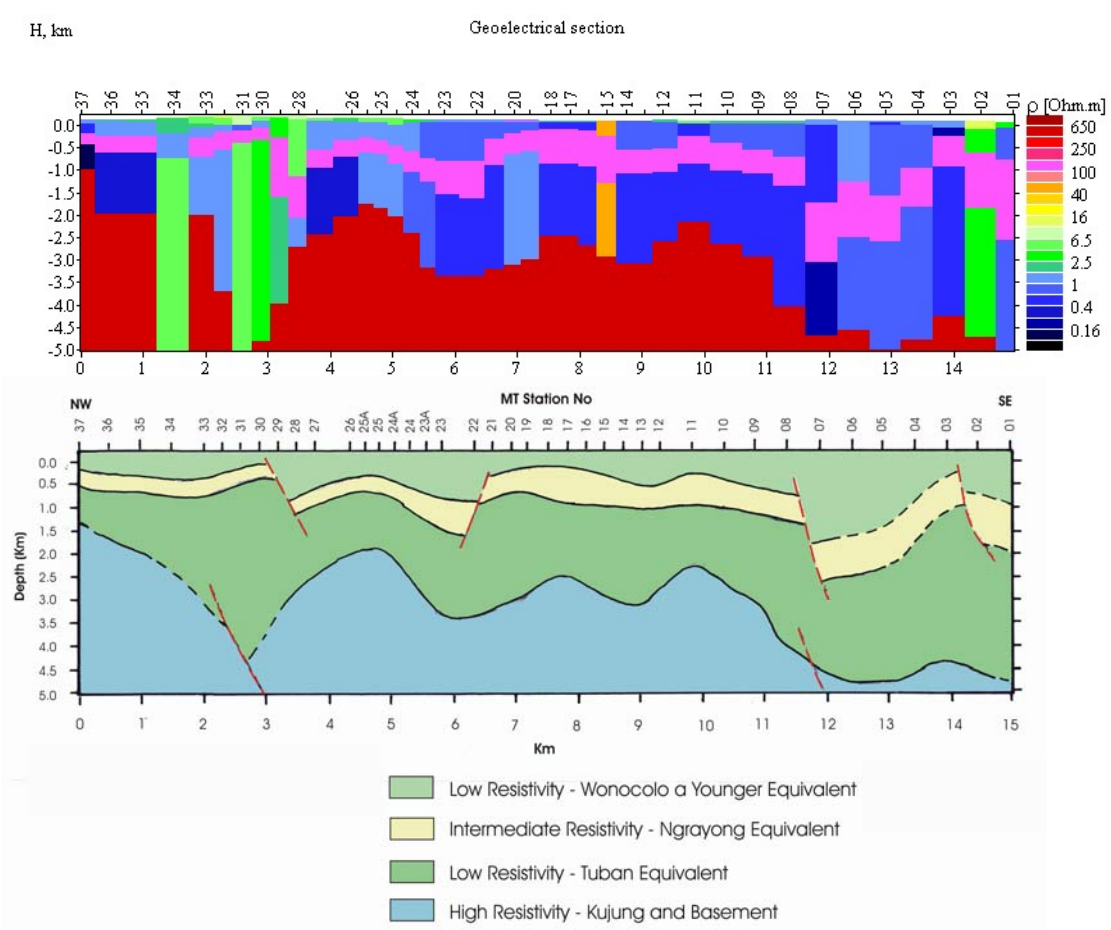 H, km
Geoelectrical section
-37 -36 -35 -34 -31 -30 -28 -26 -25 -24 -23 -22 -20 -18 -17 -15 -14 -12 -11 -10 -09 -08 -07 -06 -05 -04 -03 -02 -01
ρ [Ohm.m]
0.0
-0.5
-1.0
-1.5
-2.0
-2.5
-3.0
-3.5
-4.0
-4.5
-5.0
650
250
100
40
16
6.5
2.5
1
0.4
0.16
0 1 2 3 4 5 6 7 8 9 10 11 12 13 14
NW
MT Station No
SE
37 36 35 34 33 32 31 30 29 28 27 26 25A 25 24A 24 23A 23 22 21 20 19 18 17 16 15 14 13 12 11 10 09 08 07 06 05 04 03 02 01
Depth (Km)
0.0
0.5
1.0
1.5
2.0
2.5
3.0
3.5
4.0
4.5
5.0
0 1 2 3 4 5 6 7 8 9 10 11 12 13 14 15
Km
Low Resistivity - Wonocolo a Younger Equivalent
Intermediate Resistivity - Ngrayong Equivalent
Low Resistivity - Tuban Equivalent
High Resistivity - Kujung and Basement